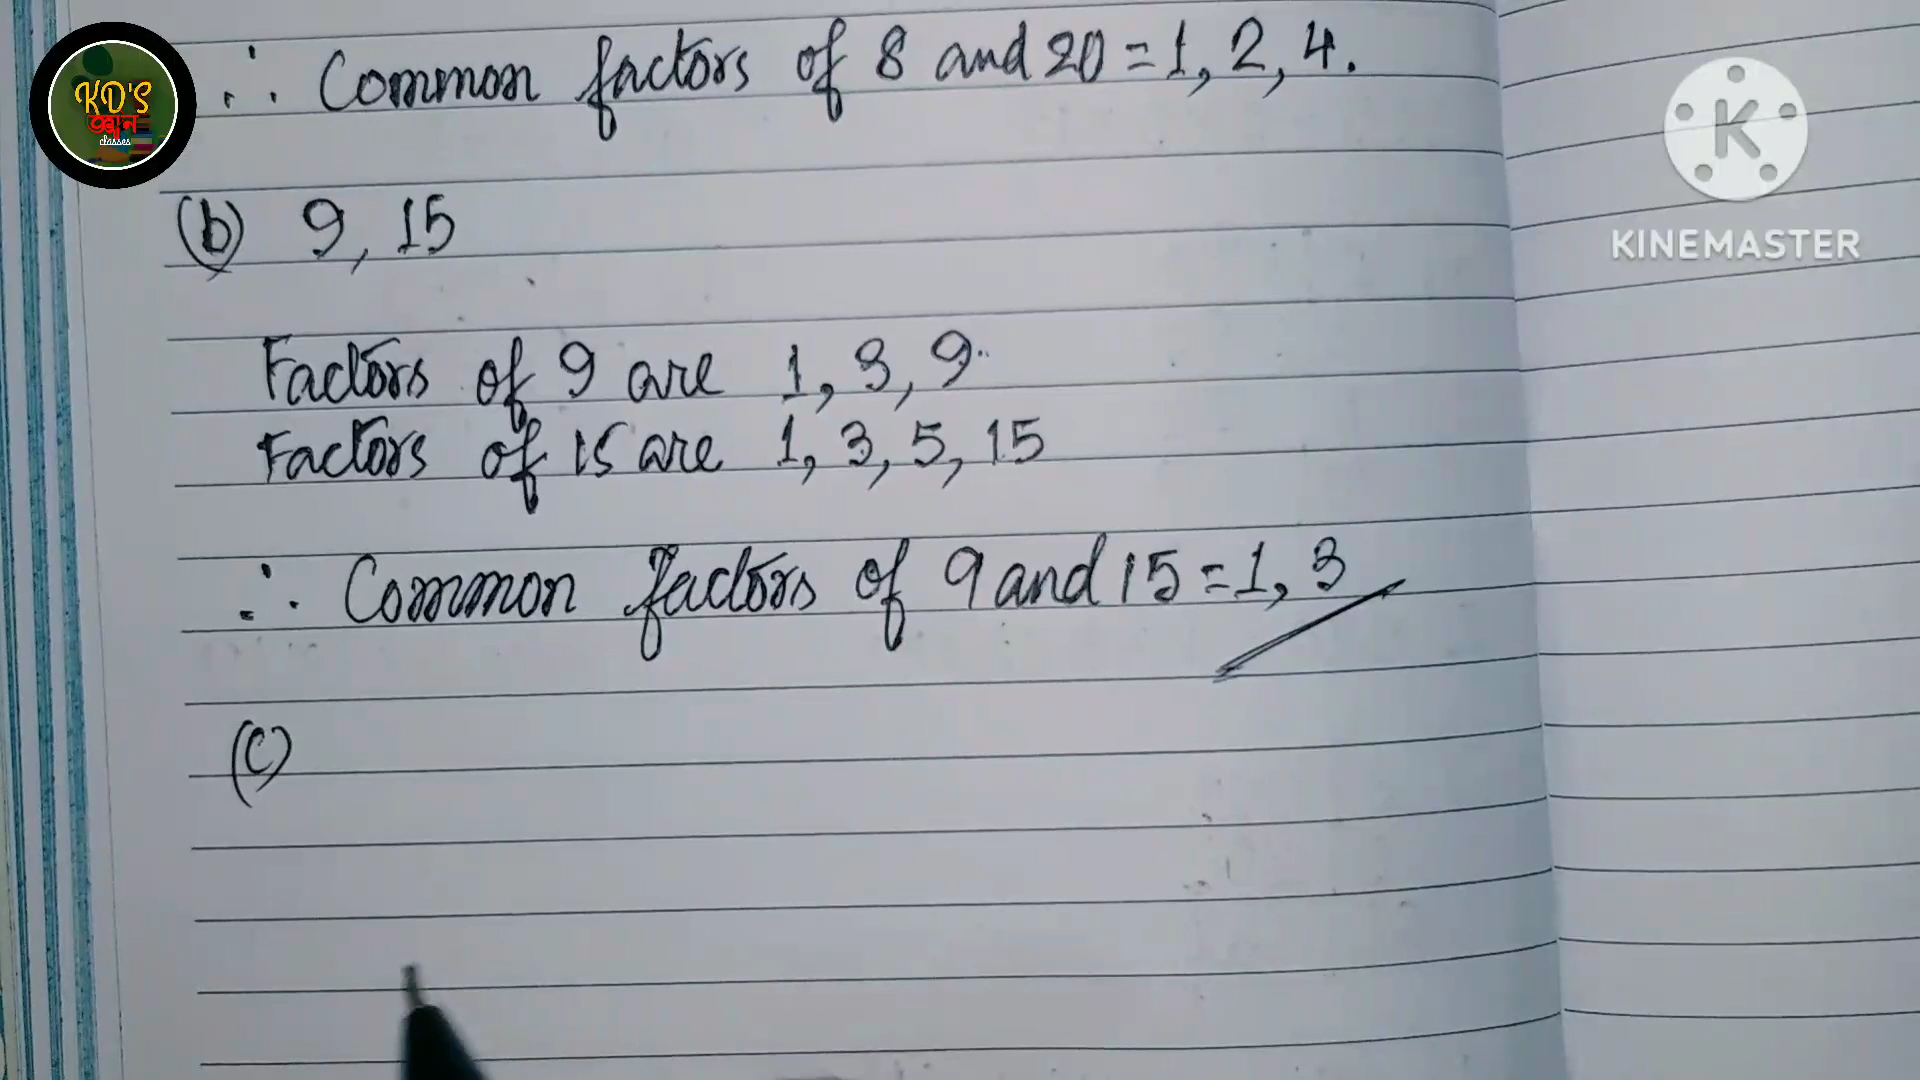 ∴ Common factors of 8 and 20 = 1, 2, 4.
KD'S
জ্ঞান
classes
K
KINEMASTER
(b) 9, 15
Factors of 9 are 1, 3, 9.
Factors of 15 are 1, 3, 5, 15
∴ Common factors of 9 and 15 = 1, 3
(c)